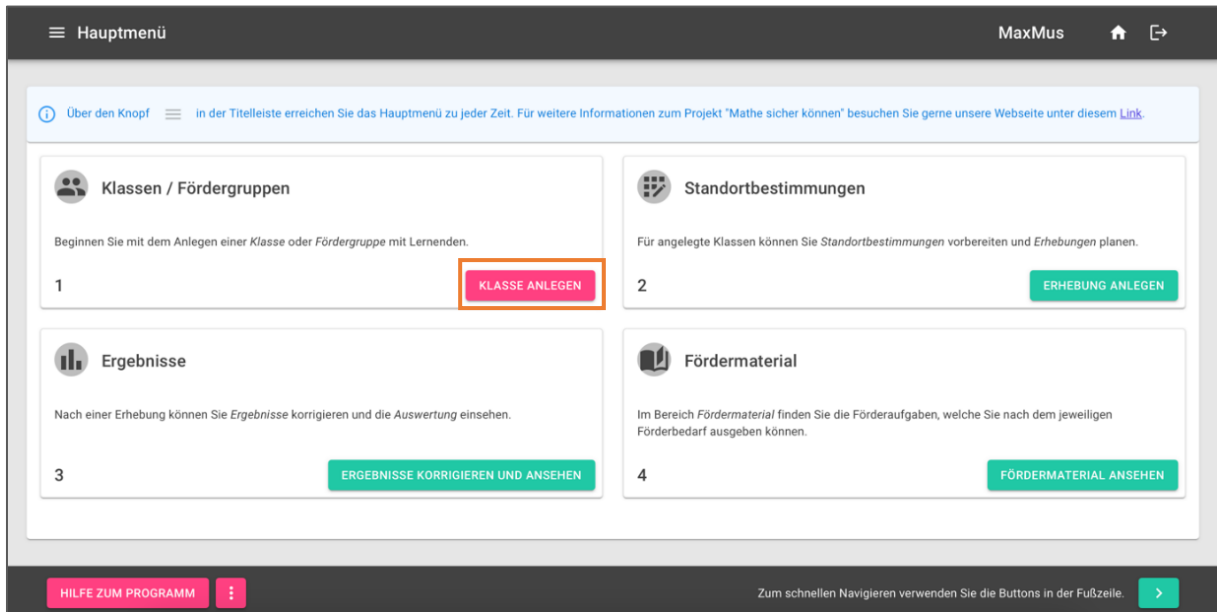 Hauptmenü
MaxMus
Über den Knopf in der Titelleiste erreichen Sie das Hauptmenü zu jeder Zeit. Für weitere Informationen zum Projekt "Mathe sicher können" besuchen Sie gerne unsere Webseite unter diesem Link.
Klassen / Fördergruppen
Beginnen Sie mit dem Anlegen einer Klasse oder Fördergruppe mit Lernenden.
1
KLASSE ANLEGEN
Standortbestimmungen
Für angelegte Klassen können Sie Standortbestimmungen vorbereiten und Erhebungen planen.
2
ERHEBUNG ANLEGEN
Ergebnisse
Nach einer Erhebung können Sie Ergebnisse korrigieren und die Auswertung einsehen.
3
ERGEBNISSE KORRIGIEREN UND ANSEHEN
Fördermaterial
Im Bereich Fördermaterial finden Sie die Förderaufgaben, welche Sie nach dem jeweiligen
Förderbedarf ausgeben können.
4
FÖRDERMATERIAL ANSEHEN
HILFE ZUM PROGRAMM
Zum schnellen Navigieren verwenden Sie die Buttons in der Fußzeile.